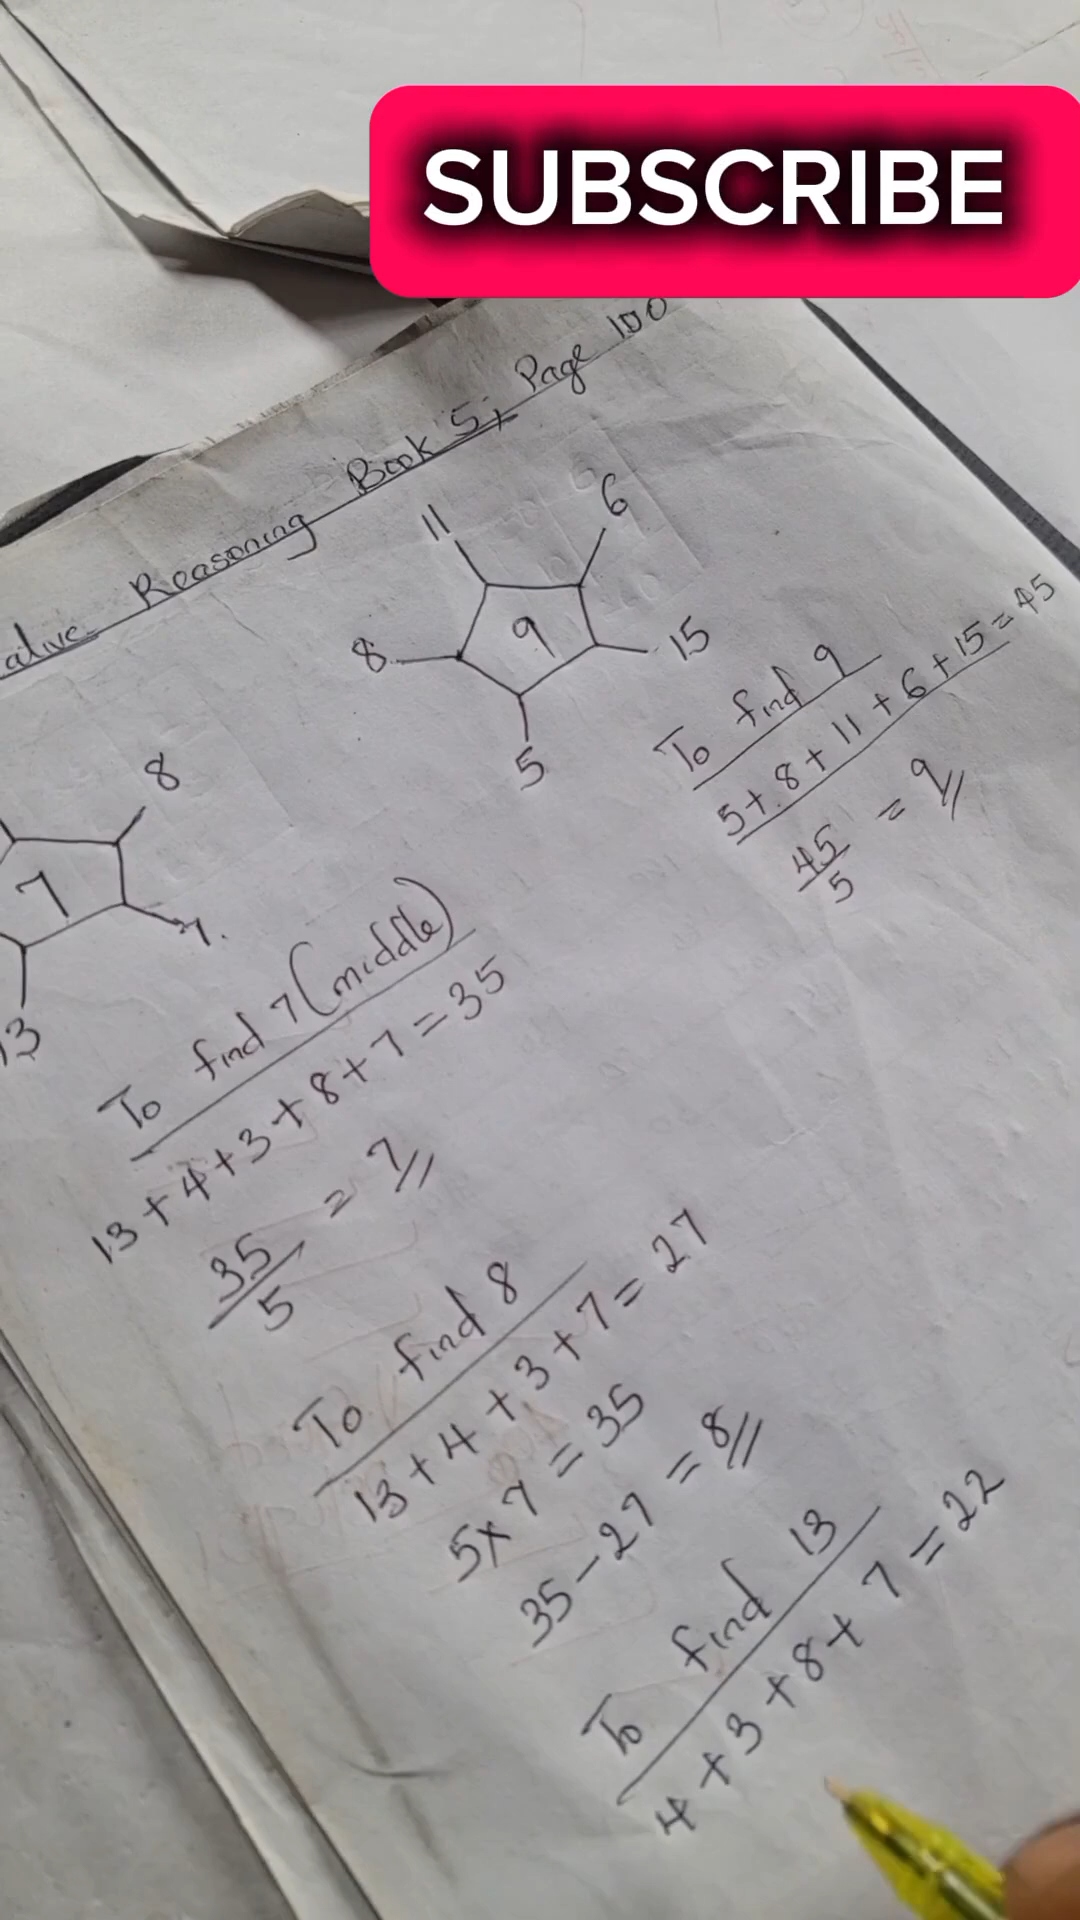 SUBSCRIBE
ative Reasoning Book 5, Page 100
11
6
8
9
15
5
To find 9
5+8+11+6+15=45
45/5 = 9
8
7
7.
13
To find 7 (middle)
13+4+3+8+7=35
35/5 = 7
To find 8
13+4+3+7=27
5x7=35
35-27=8
To find 13
4+3+8+7=22